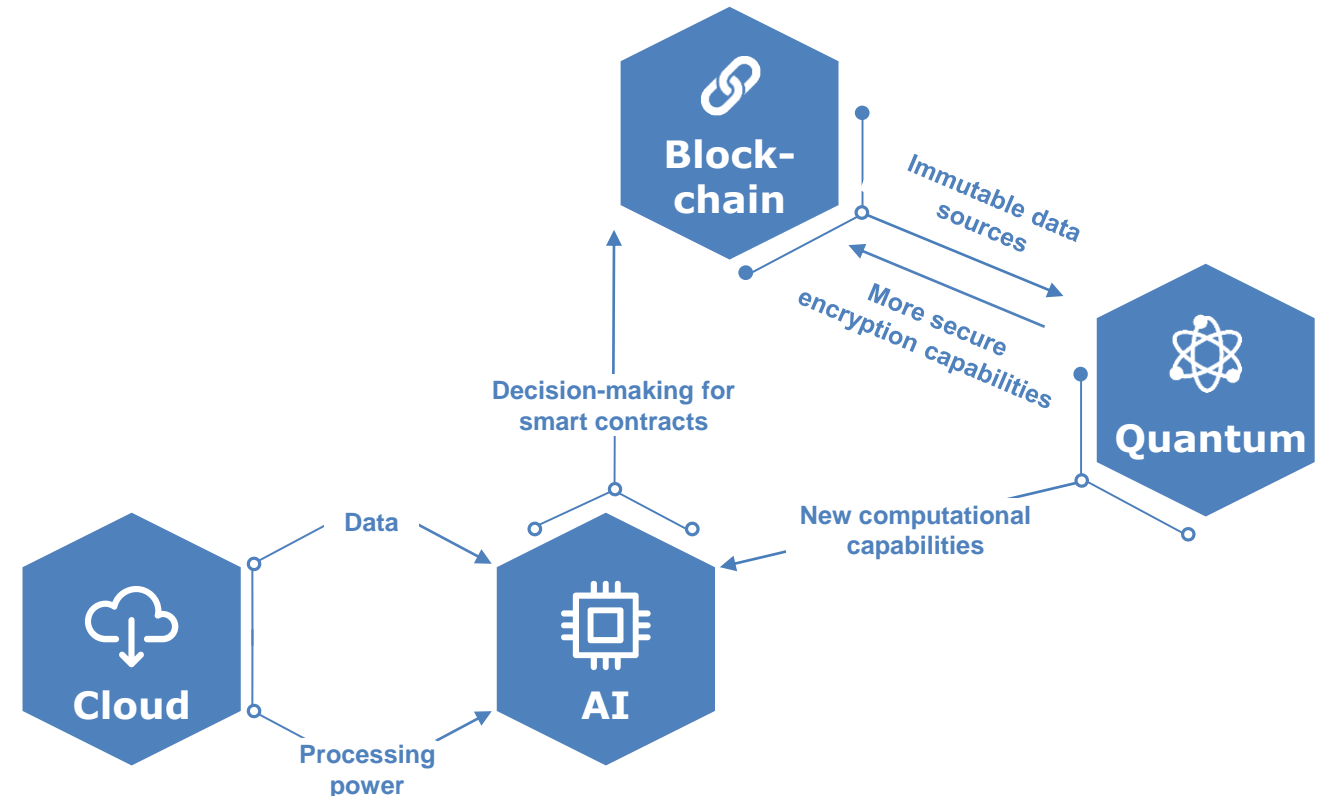 Block-
chain
Immutable data
sources
More secure
encryption capabilities
Quantum
Decision-making for
smart contracts
New computational
capabilities
Data
Cloud
AI
Processing
power